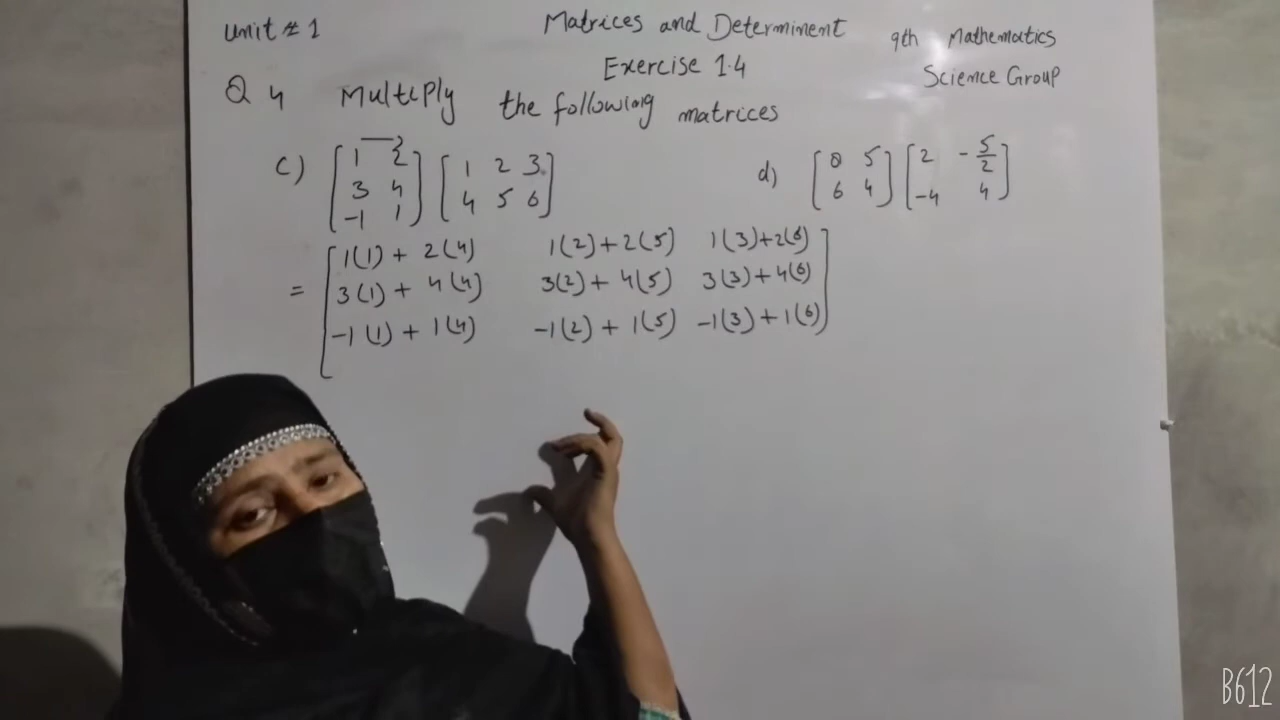 Unit # 1
Matrices and Determinent
9th Mathematics
Exercise 1.4
Science Group
Q 4 Multiply the following matrices
c) [1 2] [1 2 3]
[3 4] [4 5 6]
[-1 1]
d) [8 5] [2 -5/2]
[6 4] [-4 4]
= [1(1) + 2(4) 1(2)+2(5) 1(3)+2(6)]
3(1) + 4(4) 3(2)+ 4(5) 3(3)+4(6)
-1(1) + 1(4) -1(2) + 1(5) -1(3) + 1(6)
B612